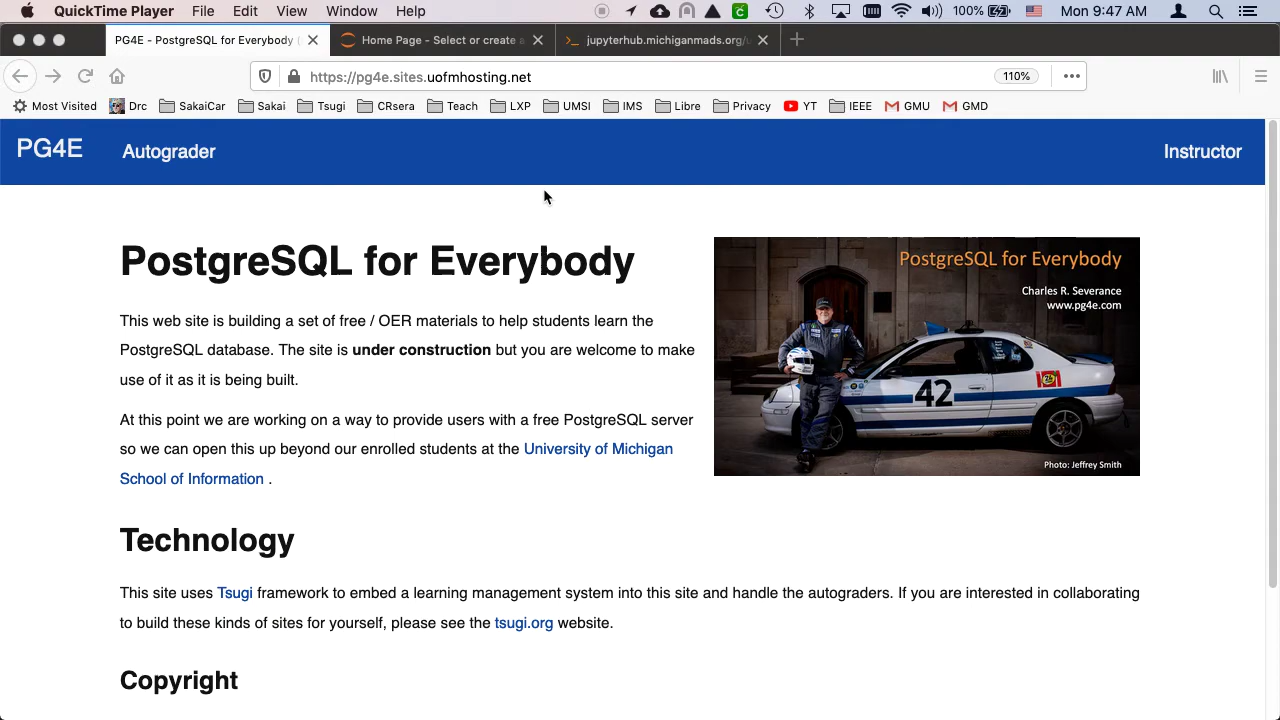 QuickTime Player File Edit View Window Help 100% Mon 9:47 AM
PG4E - PostgreSQL for Everybody ( Home Page - Select or create a jupyterhub.michiganmads.org/u
https://pg4e.sites.uofmhosting.net 110%
Most Visited Drc SakaiCar Sakai Tsugi CRsera Teach LXP UMSI IMS Libre Privacy YT IEEE GMU GMD
PG4E Autograder Instructor
PostgreSQL for Everybody
This web site is building a set of free / OER materials to help students learn the
PostgreSQL database. The site is under construction but you are welcome to make
use of it as it is being built.
At this point we are working on a way to provide users with a free PostgreSQL server
so we can open this up beyond our enrolled students at the University of Michigan
School of Information .
PostgreSQL for Everybody
Charles R. Severance
www.pg4e.com
42
24
Photo: Jeffrey Smith
Technology
This site uses Tsugi framework to embed a learning management system into this site and handle the autograders. If you are interested in collaborating
to build these kinds of sites for yourself, please see the tsugi.org website.
Copyright